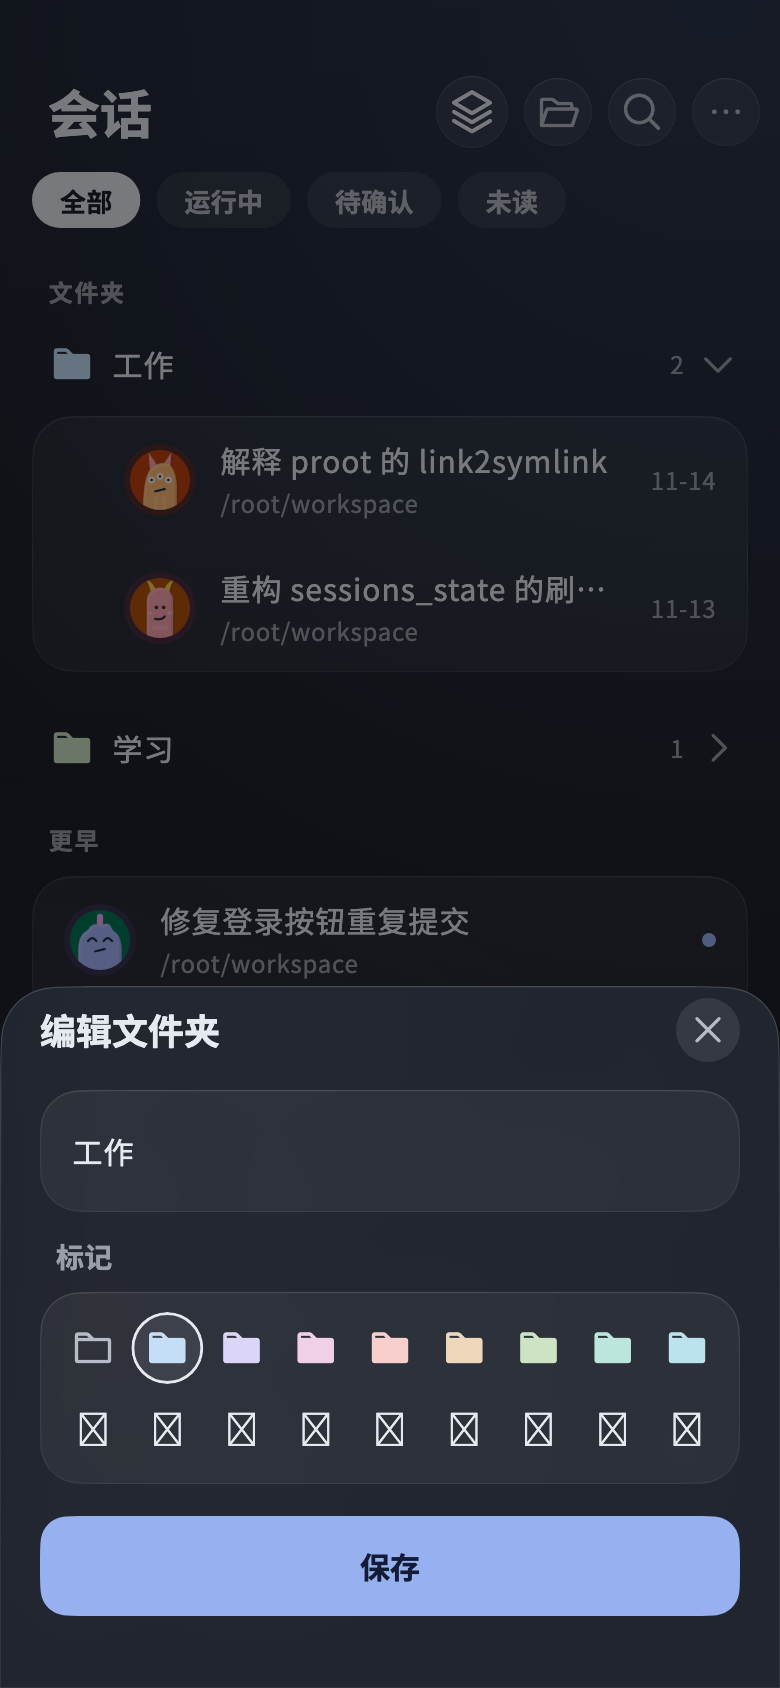 会话
全部
运行中
待确认
未读
文件夹
工作
2
解释 proot 的 link2symlink
/root/workspace
11-14
重构 sessions_state 的刷…
/root/workspace
11-13
学习
1
更早
修复登录按钮重复提交
/root/workspace
编辑文件夹
工作
标记
保存